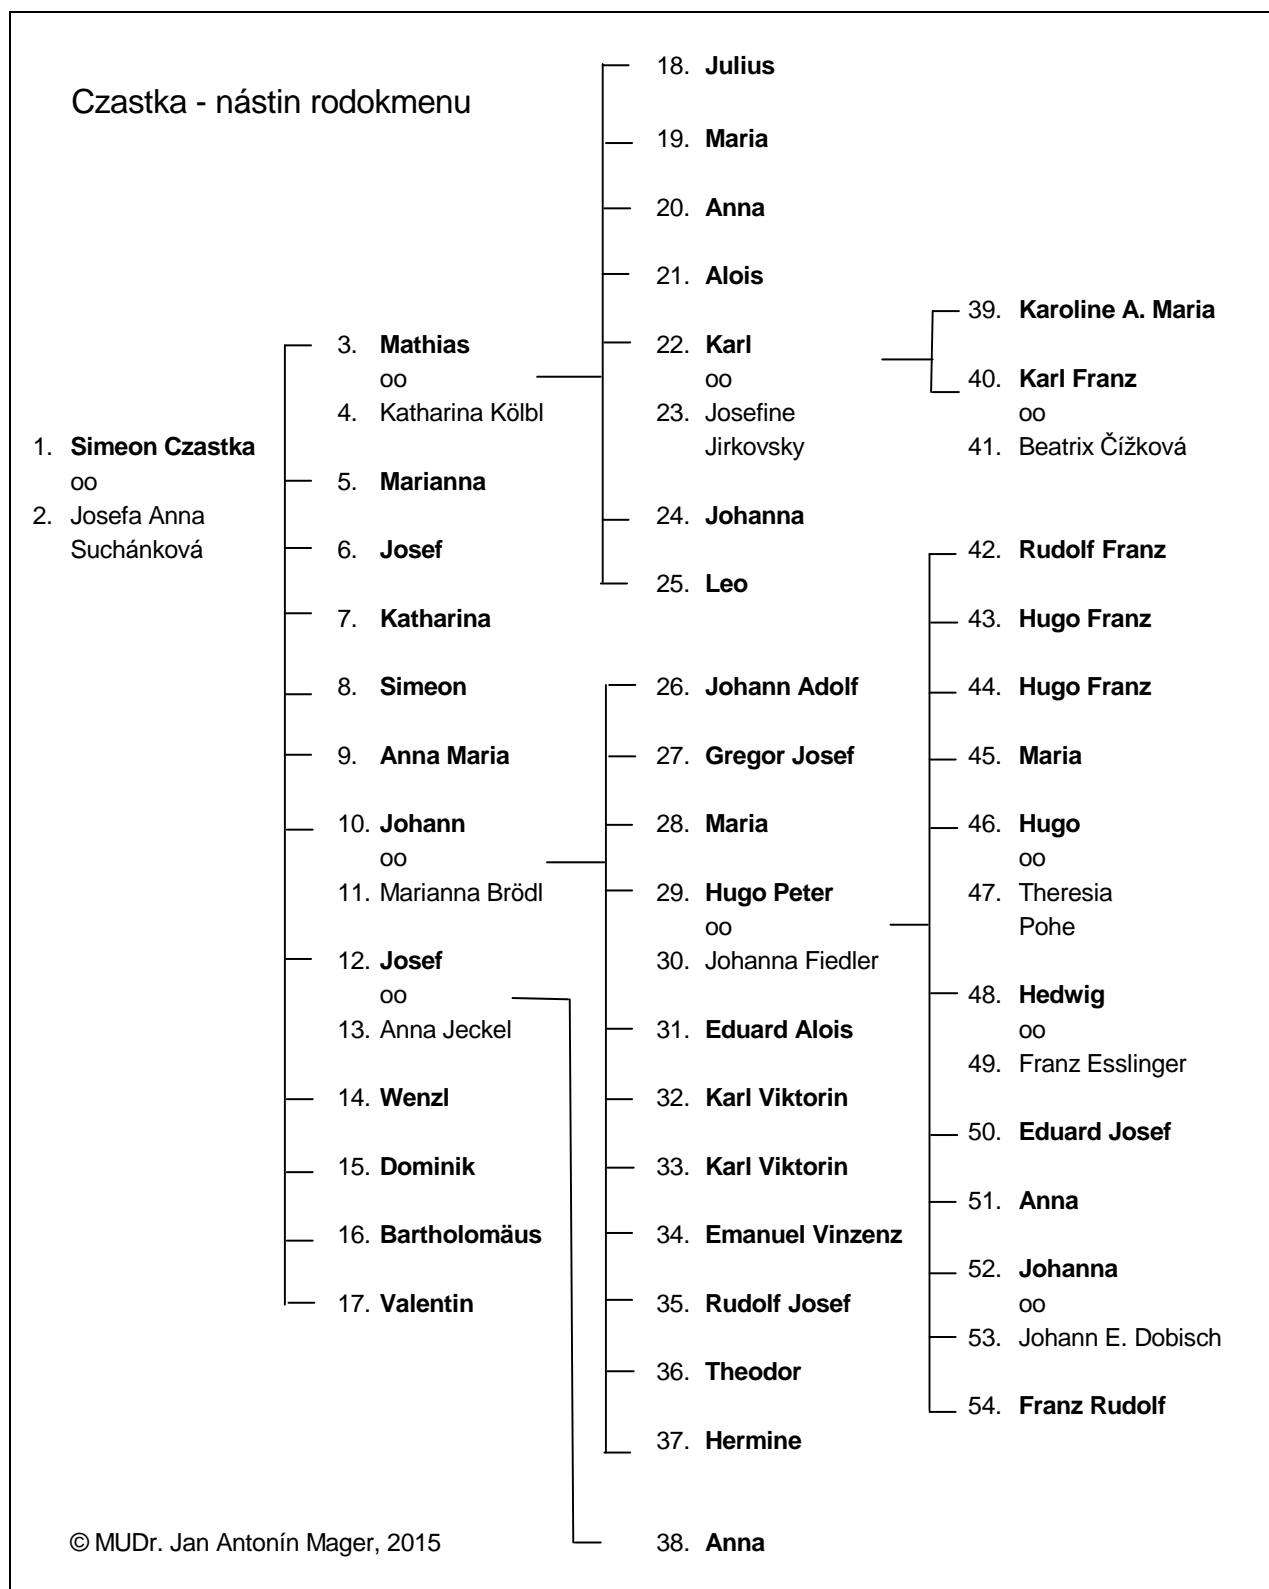 Czastka - nástin rodokmenu
1. Simeon Czastka
oo
2. Josefa Anna
Suchánková
3. Mathias
oo
4. Katharina Kölbl
5. Marianna
6. Josef
7. Katharina
8. Simeon
9. Anna Maria
10. Johann
oo
11. Marianna Brödl
12. Josef
oo
13. Anna Jeckel
14. Wenzl
15. Dominik
16. Bartholomäus
17. Valentin
18. Julius
19. Maria
20. Anna
21. Alois
22. Karl
oo
23. Josefine
Jirkovsky
24. Johanna
25. Leo
26. Johann Adolf
27. Gregor Josef
28. Maria
29. Hugo Peter
oo
30. Johanna Fiedler
31. Eduard Alois
32. Karl Viktorin
33. Karl Viktorin
34. Emanuel Vinzenz
35. Rudolf Josef
36. Theodor
37. Hermine
38. Anna
39. Karoline A. Maria
40. Karl Franz
oo
41. Beatrix Čížková
42. Rudolf Franz
43. Hugo Franz
44. Hugo Franz
45. Maria
46. Hugo
oo
47. Theresia
Pohe
48. Hedwig
oo
49. Franz Esslinger
50. Eduard Josef
51. Anna
52. Johanna
oo
53. Johann E. Dobisch
54. Franz Rudolf
© MUDr. Jan Antonín Mager, 2015